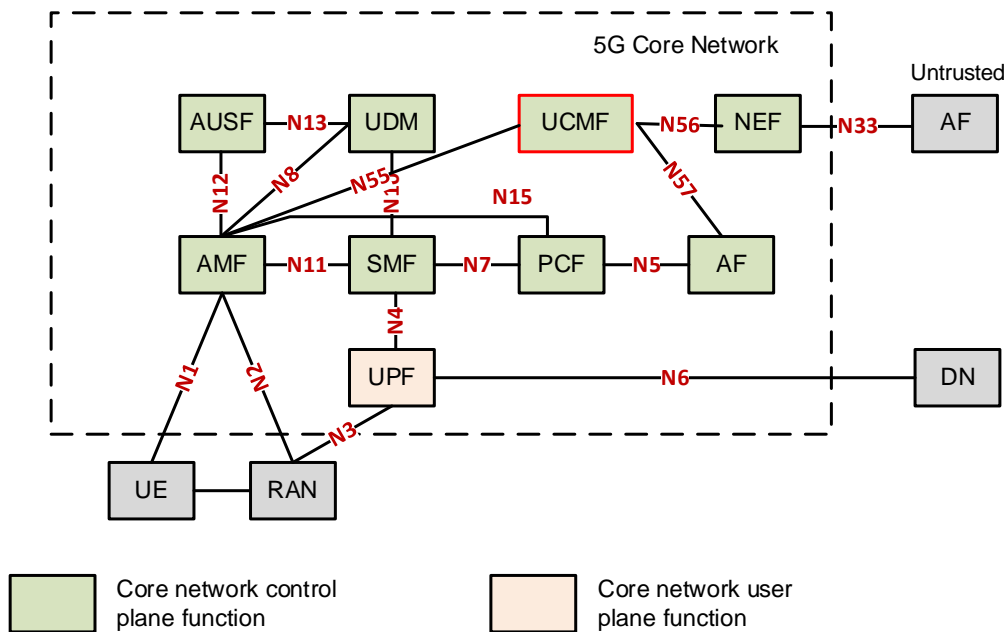 5G Core Network
Untrusted
AUSF
N13
UDM
UCMF
N56
NEF
N33
AF
N12
N8
N55
N57
N15
AMF
N11
SMF
N7
PCF
N5
AF
N4
N1
N2
UPF
N6
DN
N3
UE
RAN
Core network control
plane function
Core network user
plane function